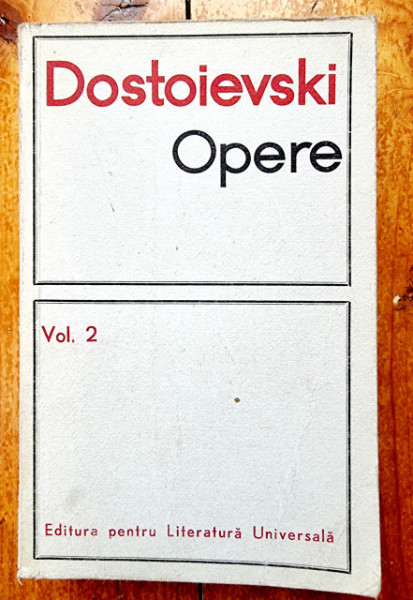 Dostoievski
Opere
Vol. 2
Editura pentru Literatură Universală